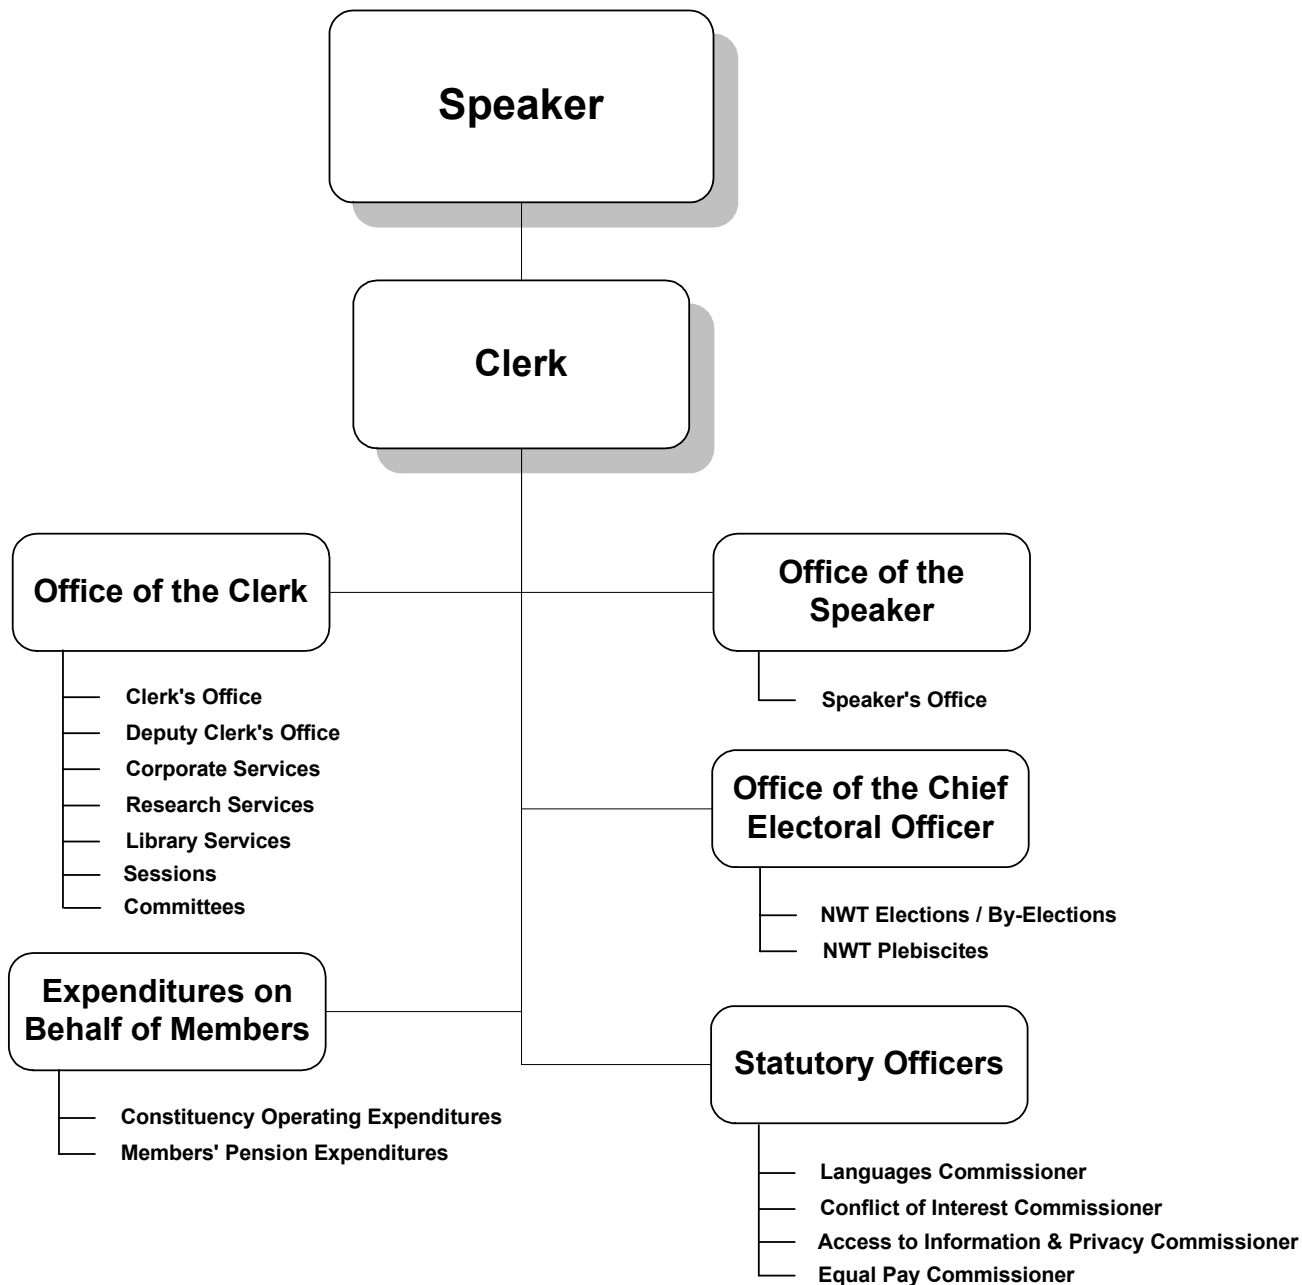 Speaker
Clerk
Office of the Clerk
Clerk's Office
Deputy Clerk's Office
Corporate Services
Research Services
Library Services
Sessions
Committees
Office of the
Speaker
Speaker's Office
Office of the Chief
Electoral Officer
NWT Elections / By-Elections
NWT Plebiscites
Expenditures on
Behalf of Members
Constituency Operating Expenditures
Members' Pension Expenditures
Statutory Officers
Languages Commissioner
Conflict of Interest Commissioner
Access to Information & Privacy Commissioner
Equal Pay Commissioner